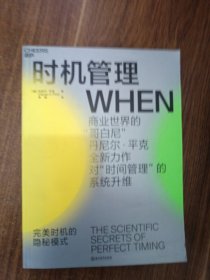 时机管理
WHEN
商业世界的
“哥白尼”
丹尼尔·平克
全新力作
对“时间管理”的
系统升维
完美时机的
隐秘模式
THE SCIENTIFIC
SECRETS OF
PERFECT TIMING